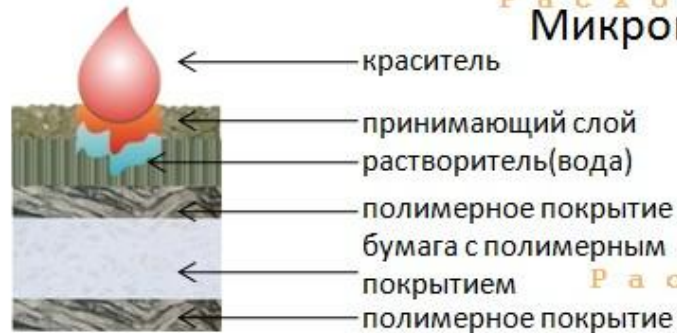 Микро
краситель
принимающий слой
растворитель(вода)
полимерное покрытие
бумага с полимерным
покрытием
полимерное покрытие